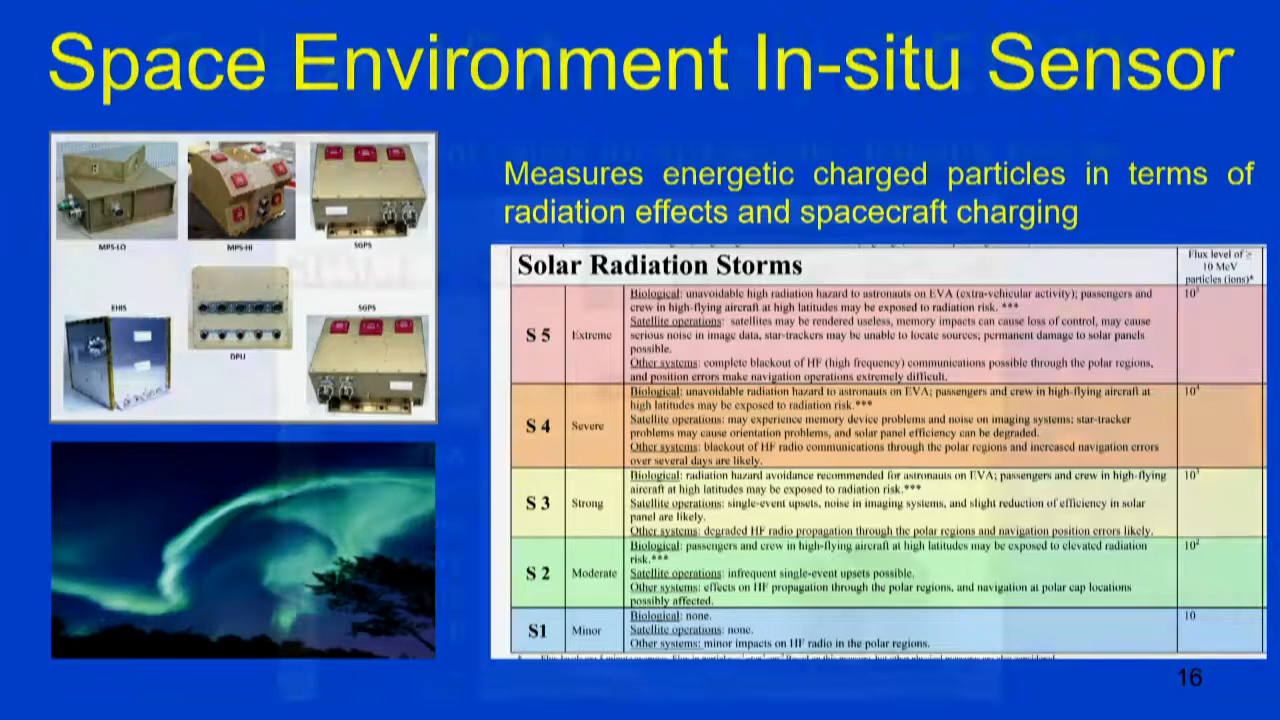 Space Environment In-situ Sensor
MPS-LO
MPS-HI
SGPS
EHIS
DPU
SGPS
Measures energetic charged particles in terms of
radiation effects and spacecraft charging
Solar Radiation Storms
Flux level of ≥
10 MeV
particles (ions)*
S 5
Extreme
Biological: unavoidable high radiation hazard to astronauts on EVA (extra-vehicular activity); passengers and
crew in high-flying aircraft at high latitudes may be exposed to radiation risk. ***
Satellite operations: satellites may be rendered useless, memory impacts can cause loss of control, may cause
serious noise in image data, star-trackers may be unable to locate sources; permanent damage to solar panels
possible.
Other systems: complete blackout of HF (high frequency) communications possible through the polar regions,
and position errors make navigation operations extremely difficult.
S 4
Severe
Biological: unavoidable radiation hazard to astronauts on EVA; passengers and crew in high-flying aircraft at
high latitudes may be exposed to radiation risk.***
Satellite operations: may experience memory device problems and noise on imaging systems; star-tracker
problems may cause orientation problems, and solar panel efficiency can be degraded.
Other systems: blackout of HF radio communications through the polar regions and increased navigation errors
over several days are likely.
10⁴
S 3
Strong
Biological: radiation hazard avoidance recommended for astronauts on EVA; passengers and crew in high-flying
aircraft at high latitudes may be exposed to radiation risk.***
Satellite operations: single-event upsets, noise in imaging systems, and slight reduction of efficiency in solar
panel are likely.
Other systems: degraded HF radio propagation through the polar regions and navigation position errors likely.
10³
S 2
Moderate
Biological: passengers and crew in high-flying aircraft at high latitudes may be exposed to elevated radiation
risk.***
Satellite operations: infrequent single-event upsets possible.
Other systems: effects on HF propagation through the polar regions, and navigation at polar cap locations
possibly affected.
10²
S1
Minor
Biological: none.
Satellite operations: none.
Other systems: minor impacts on HF radio in the polar regions.
10
16